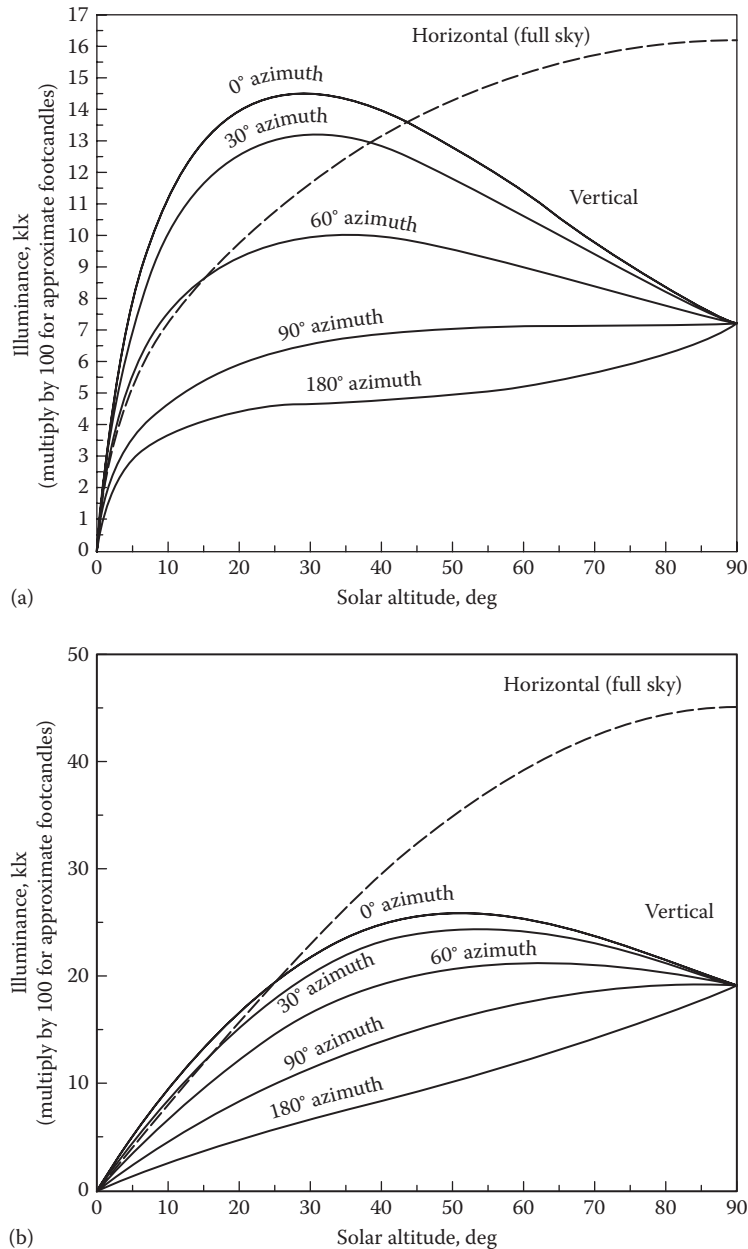 17
16
15
14
13
12
11
10
9
8
7
6
5
4
3
2
1
0
Illuminance, klx
(multiply by 100 for approximate footcandles)
Horizontal (full sky)
0° azimuth
30° azimuth
Vertical
60° azimuth
90° azimuth
180° azimuth
0 10 20 30 40 50 60 70 80 90
(a) Solar altitude, deg
50
40
30
20
10
0
Illuminance, klx
(multiply by 100 for approximate footcandles)
Horizontal (full sky)
0° azimuth
Vertical
60° azimuth
30° azimuth
90° azimuth
180° azimuth
0 10 20 30 40 50 60 70 80 90
(b) Solar altitude, deg